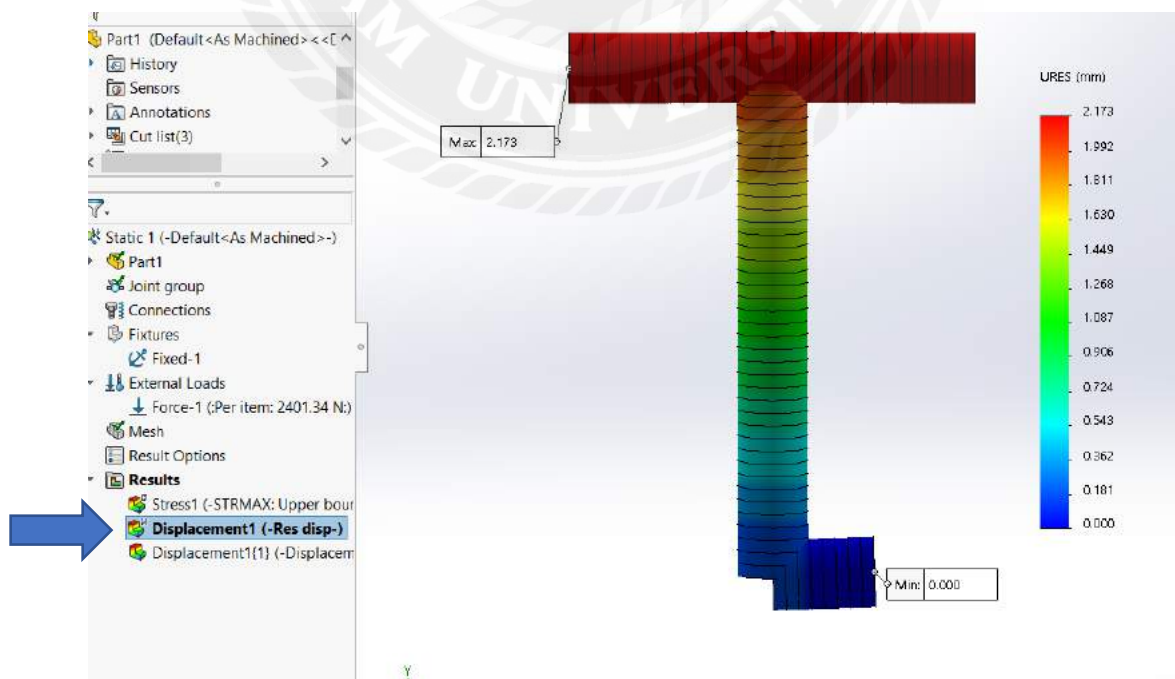 Part1 (Default<As Machined><<[
History
Sensors
Annotations
Cut list(3)
Static 1 (-Default<As Machined>-)
Part1
Joint group
Connections
Fixtures
Fixed-1
External Loads
Force-1 (:Per item: 2401.34 N:)
Mesh
Result Options
Results
Stress1 (-STRMAX: Upper bour
Displacement1 (-Res disp-)
Displacement1{1} (-Displacem
UNIVERSI
Max: 2.173
Min: 0.000
Y
URES (mm)
2.173
1.992
1.811
1.630
1.449
1.268
1.087
0.906
0.724
0.543
0.362
0.181
0.000